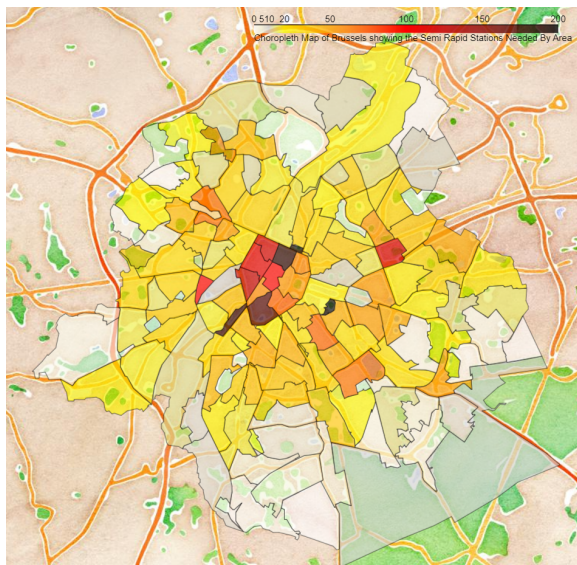 0 5 10 20 50 100 150 200
Choropleth Map of Brussels showing the Semi Rapid Stations Needed By Area